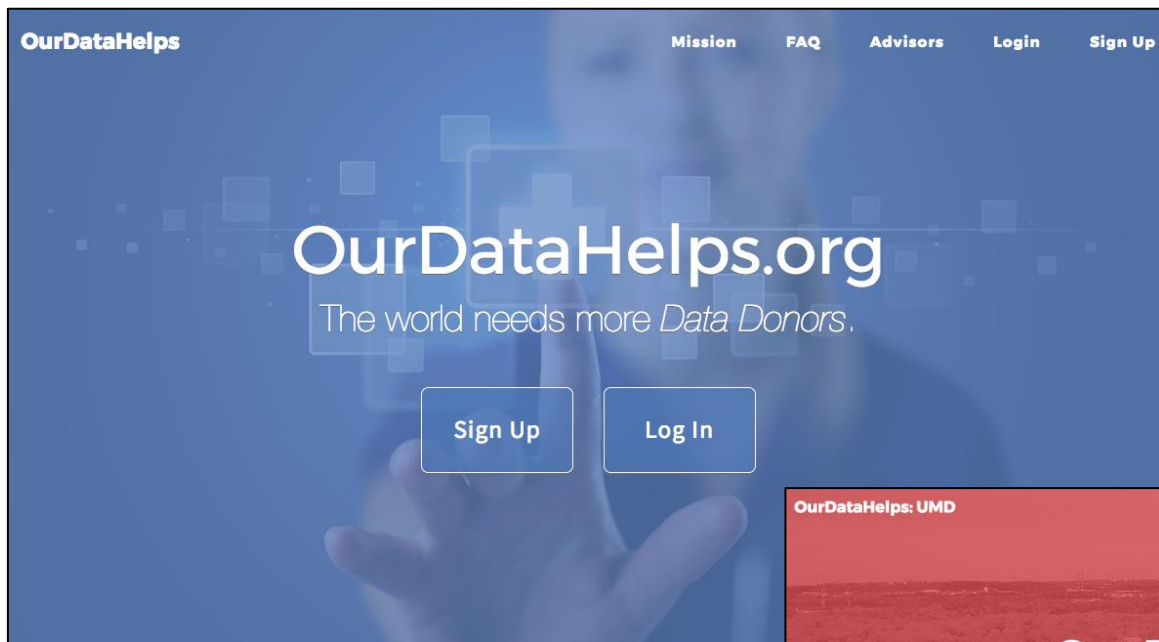 OurDataHelps Mission FAQ Advisors Login Sign Up
OurDataHelps.org
The world needs more Data Donors.
Sign Up Log In
OurDataHelps: UMD